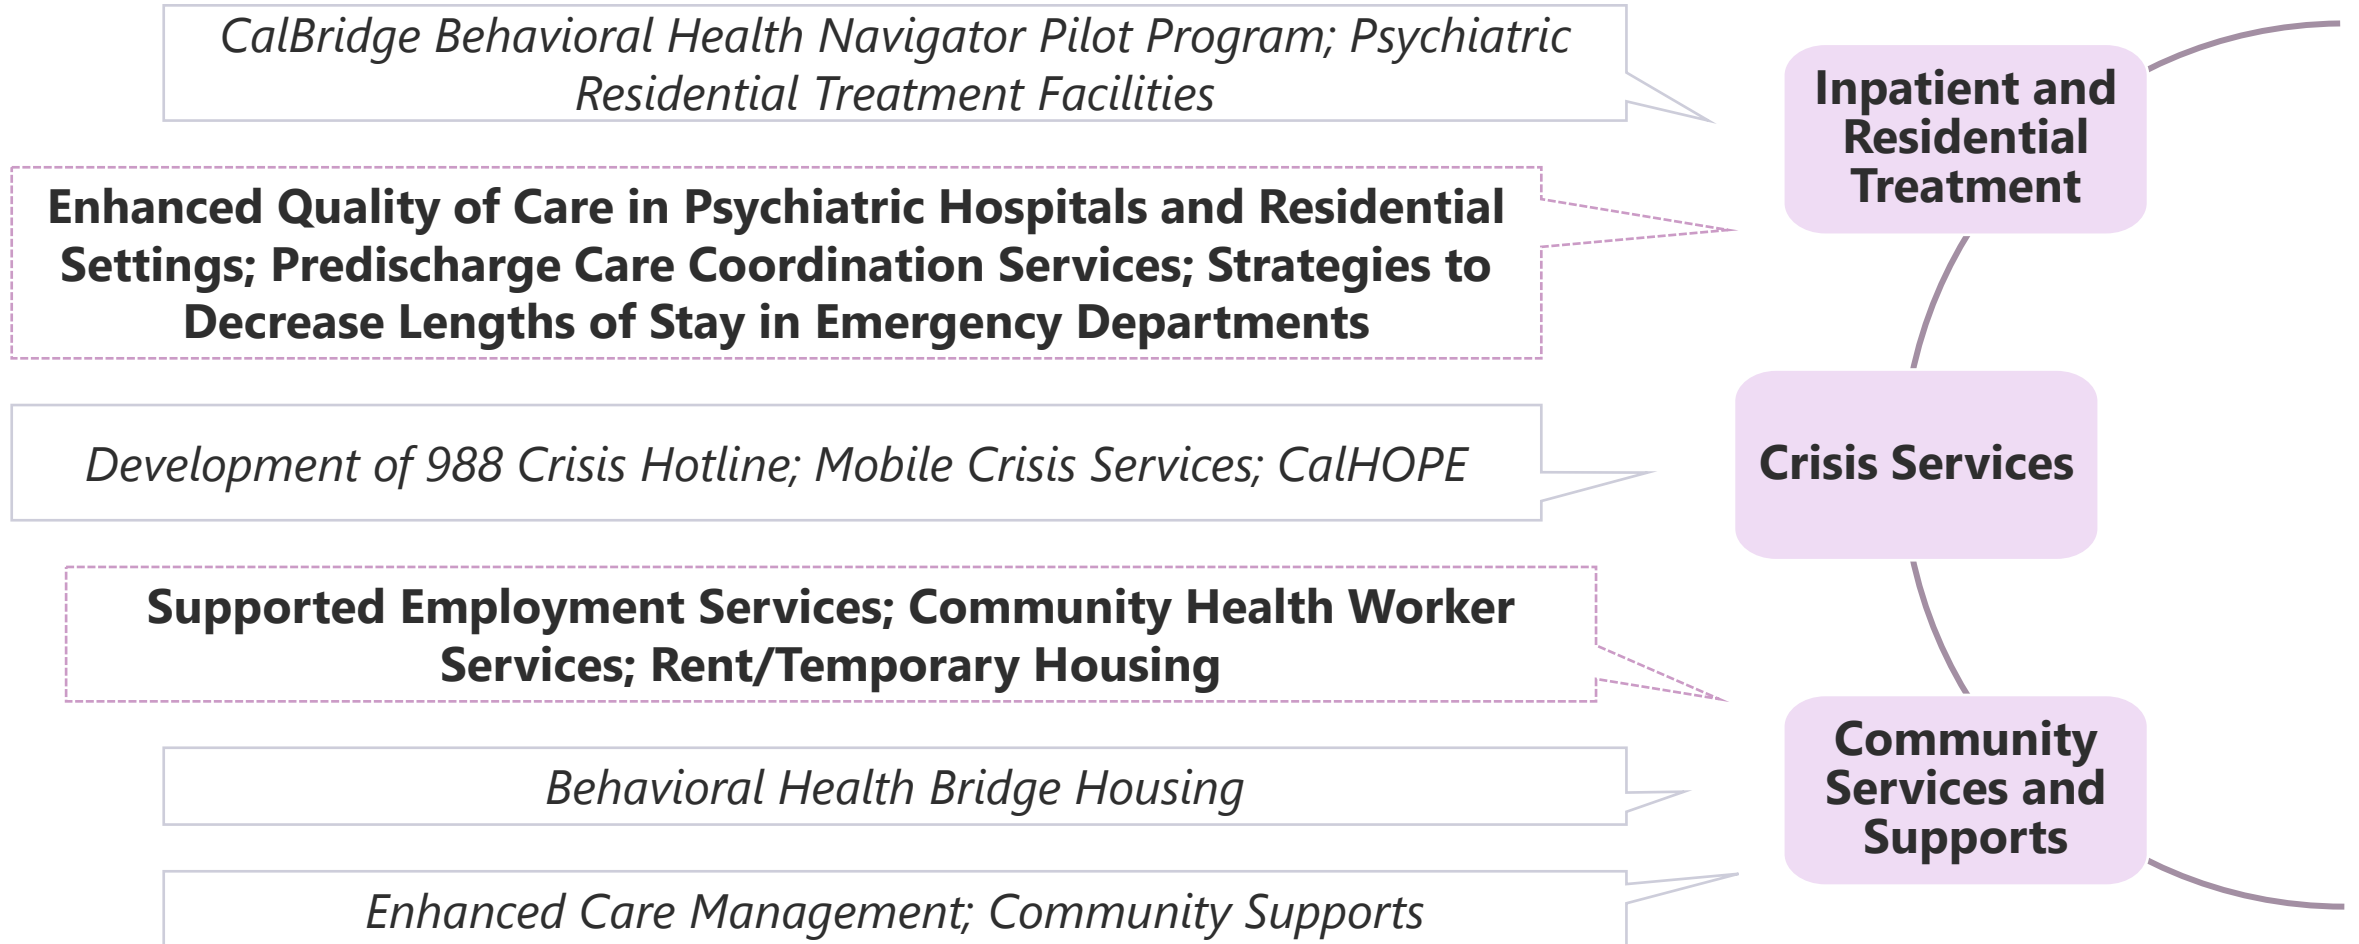 CalBridge Behavioral Health Navigator Pilot Program; Psychiatric
Residential Treatment Facilities
Inpatient and
Residential
Treatment
Enhanced Quality of Care in Psychiatric Hospitals and Residential
Settings; Predischarge Care Coordination Services; Strategies to
Decrease Lengths of Stay in Emergency Departments
Development of 988 Crisis Hotline; Mobile Crisis Services; CalHOPE
Crisis Services
Supported Employment Services; Community Health Worker
Services; Rent/Temporary Housing
Behavioral Health Bridge Housing
Community
Services and
Supports
Enhanced Care Management; Community Supports